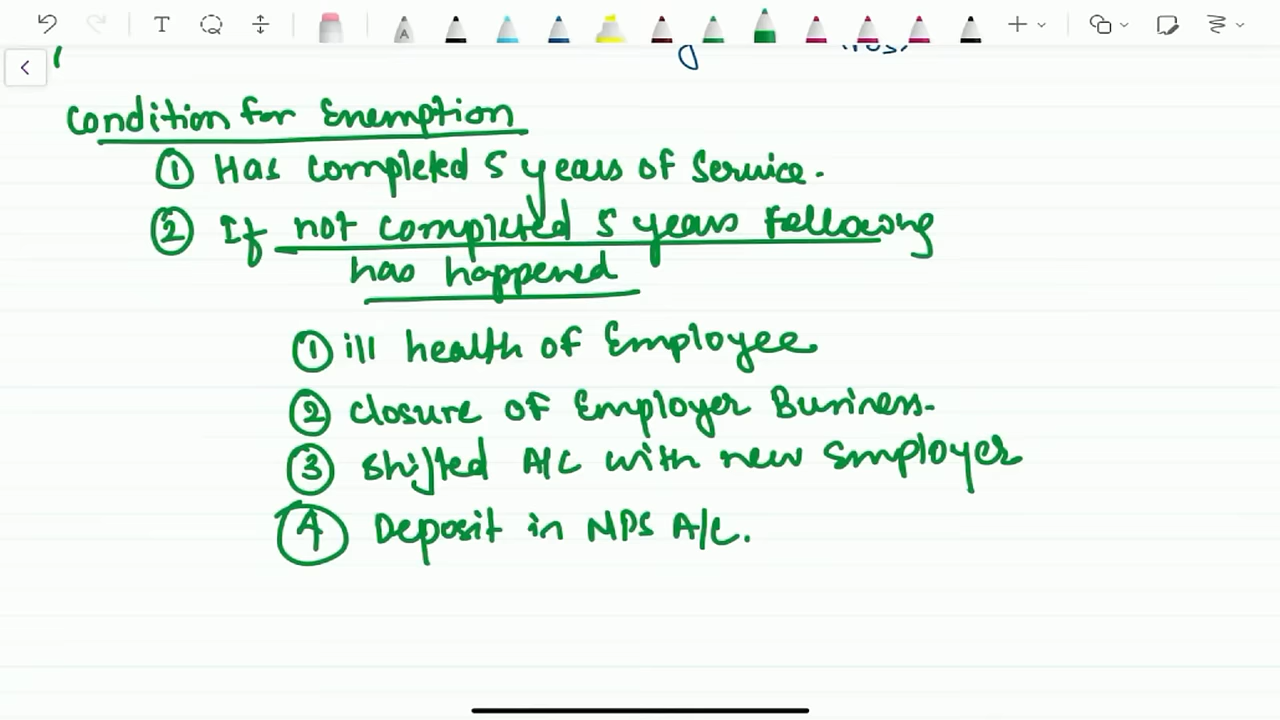 Condition for Exemption
① Has completed 5 years of Service.
② If not completed 5 years following
has happened
① ill health of Employee
② closure of Employer Business.
③ shifted A/C with new Employer
④ Deposit in NPS A/C.